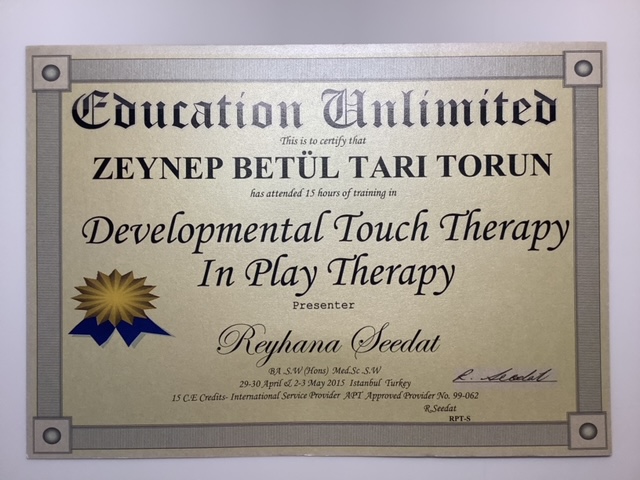 Education Unlimited
This is to certify that
ZEYNEP BETÜL TARI TORUN
has attended 15 hours of training in
Developmental Touch Therapy
In Play Therapy
Presenter
Reyhana Seedat
BA .S.W (Hons) Med.Sc .S.W
29-30 April & 2-3 May 2015 Istanbul Turkey
R. Seedat
15 C.E Credits- International Service Provider APT Approved Provider No. 99-062
R.Seedat
RPT-S